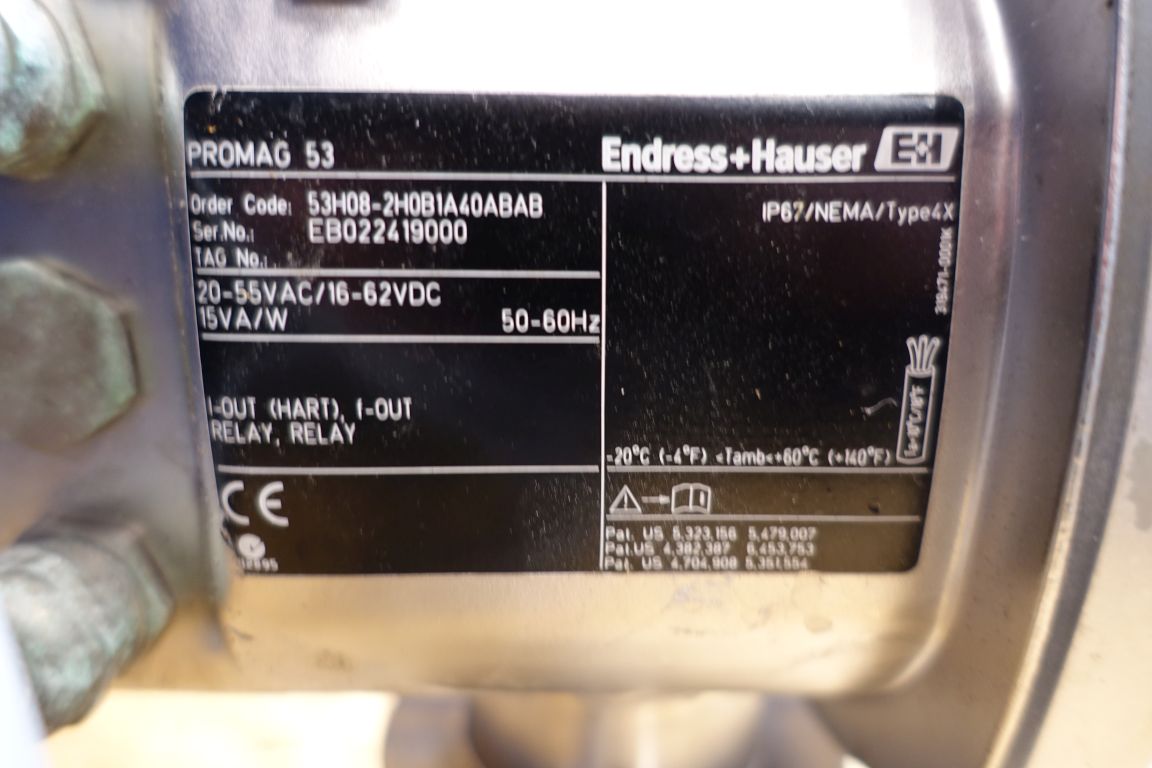 PROMAG 53
Endress+Hauser E+H
Order Code: 53H08-2H0B1A40ABAB
Ser.No.: EB022419000
TAG No.:
20-55VAC/16-62VDC
15VA/W 50-60Hz
I-OUT (HART), I-OUT
RELAY, RELAY
CE
IP67/NEMA/Type4X
319471-0001K
-20°C (-4°F) <Tamb<+60°C (+140°F)
Pat. US 5,323,156 5,479,007
Pat.US 4,382,387 6,453,753
Pat. US 4,704,908 5,351,554